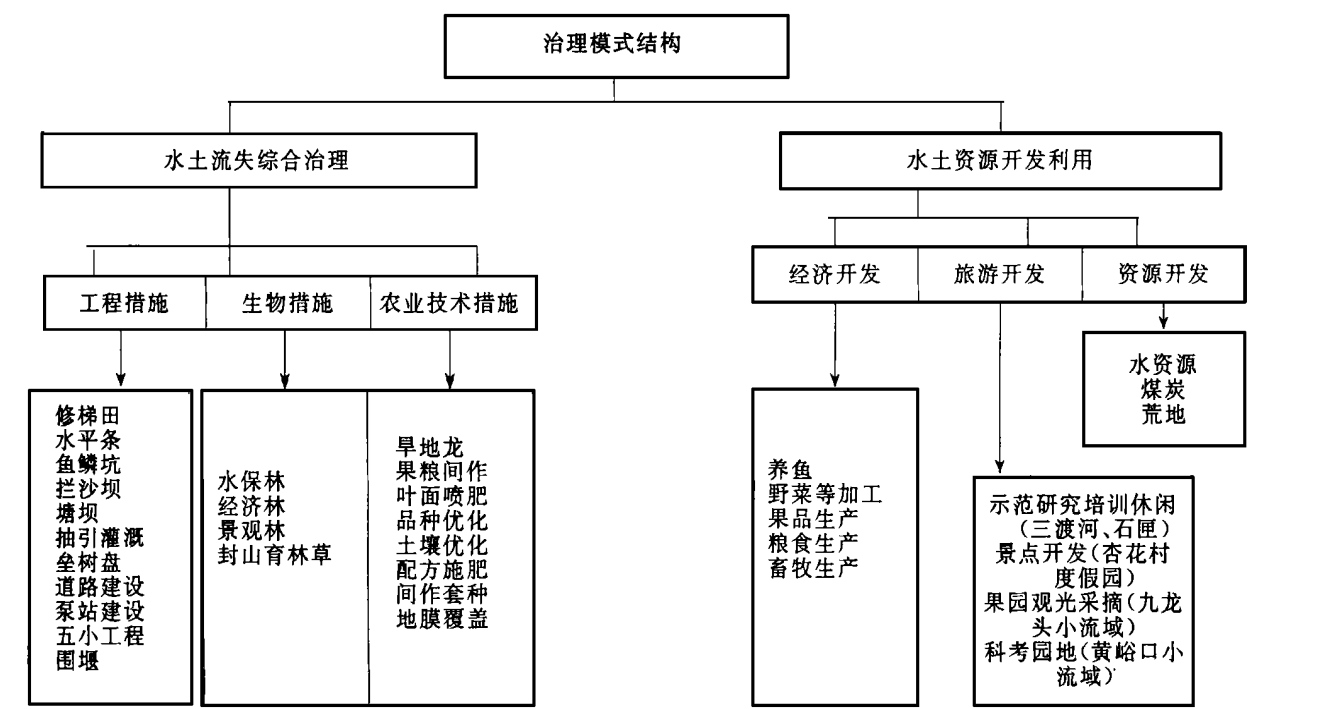 治理模式结构
水土流失综合治理
水土资源开发利用
工程措施
生物措施
农业技术措施
经济开发
旅游开发
资源开发
修梯田
水平条
鱼鳞坑
拦沙坝
塘坝
抽引灌溉
垒树盘
道路建设
泵站建设
五小工程
围堰
水保林
经济林
景观林
封山育林草
旱地龙
果粮间作
叶面喷肥
品种优化
土壤优化
配方施肥
间作套种
地膜覆盖
养鱼
野菜等加工
果品生产
粮食生产
畜牧生产
示范研究培训休闲
(三渡河、石匣)
景点开发(杏花村
度假园)
果园观光采摘(九龙
头小流域)
科考园地(黄峪口小
流域)
水资源
煤炭
荒地